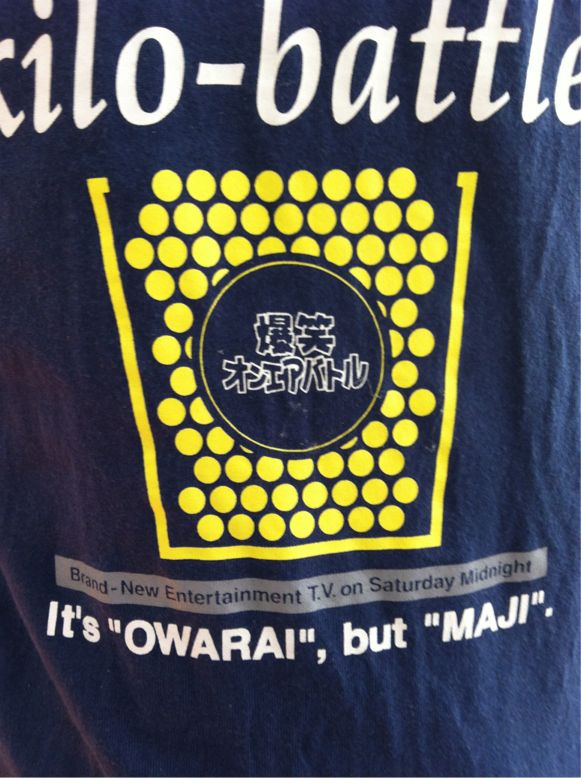 kilo-battle
爆笑
オンエアバトル
Brand-New Entertainment T.V. on Saturday Midnight
It's "OWARAI", but "MAJI".